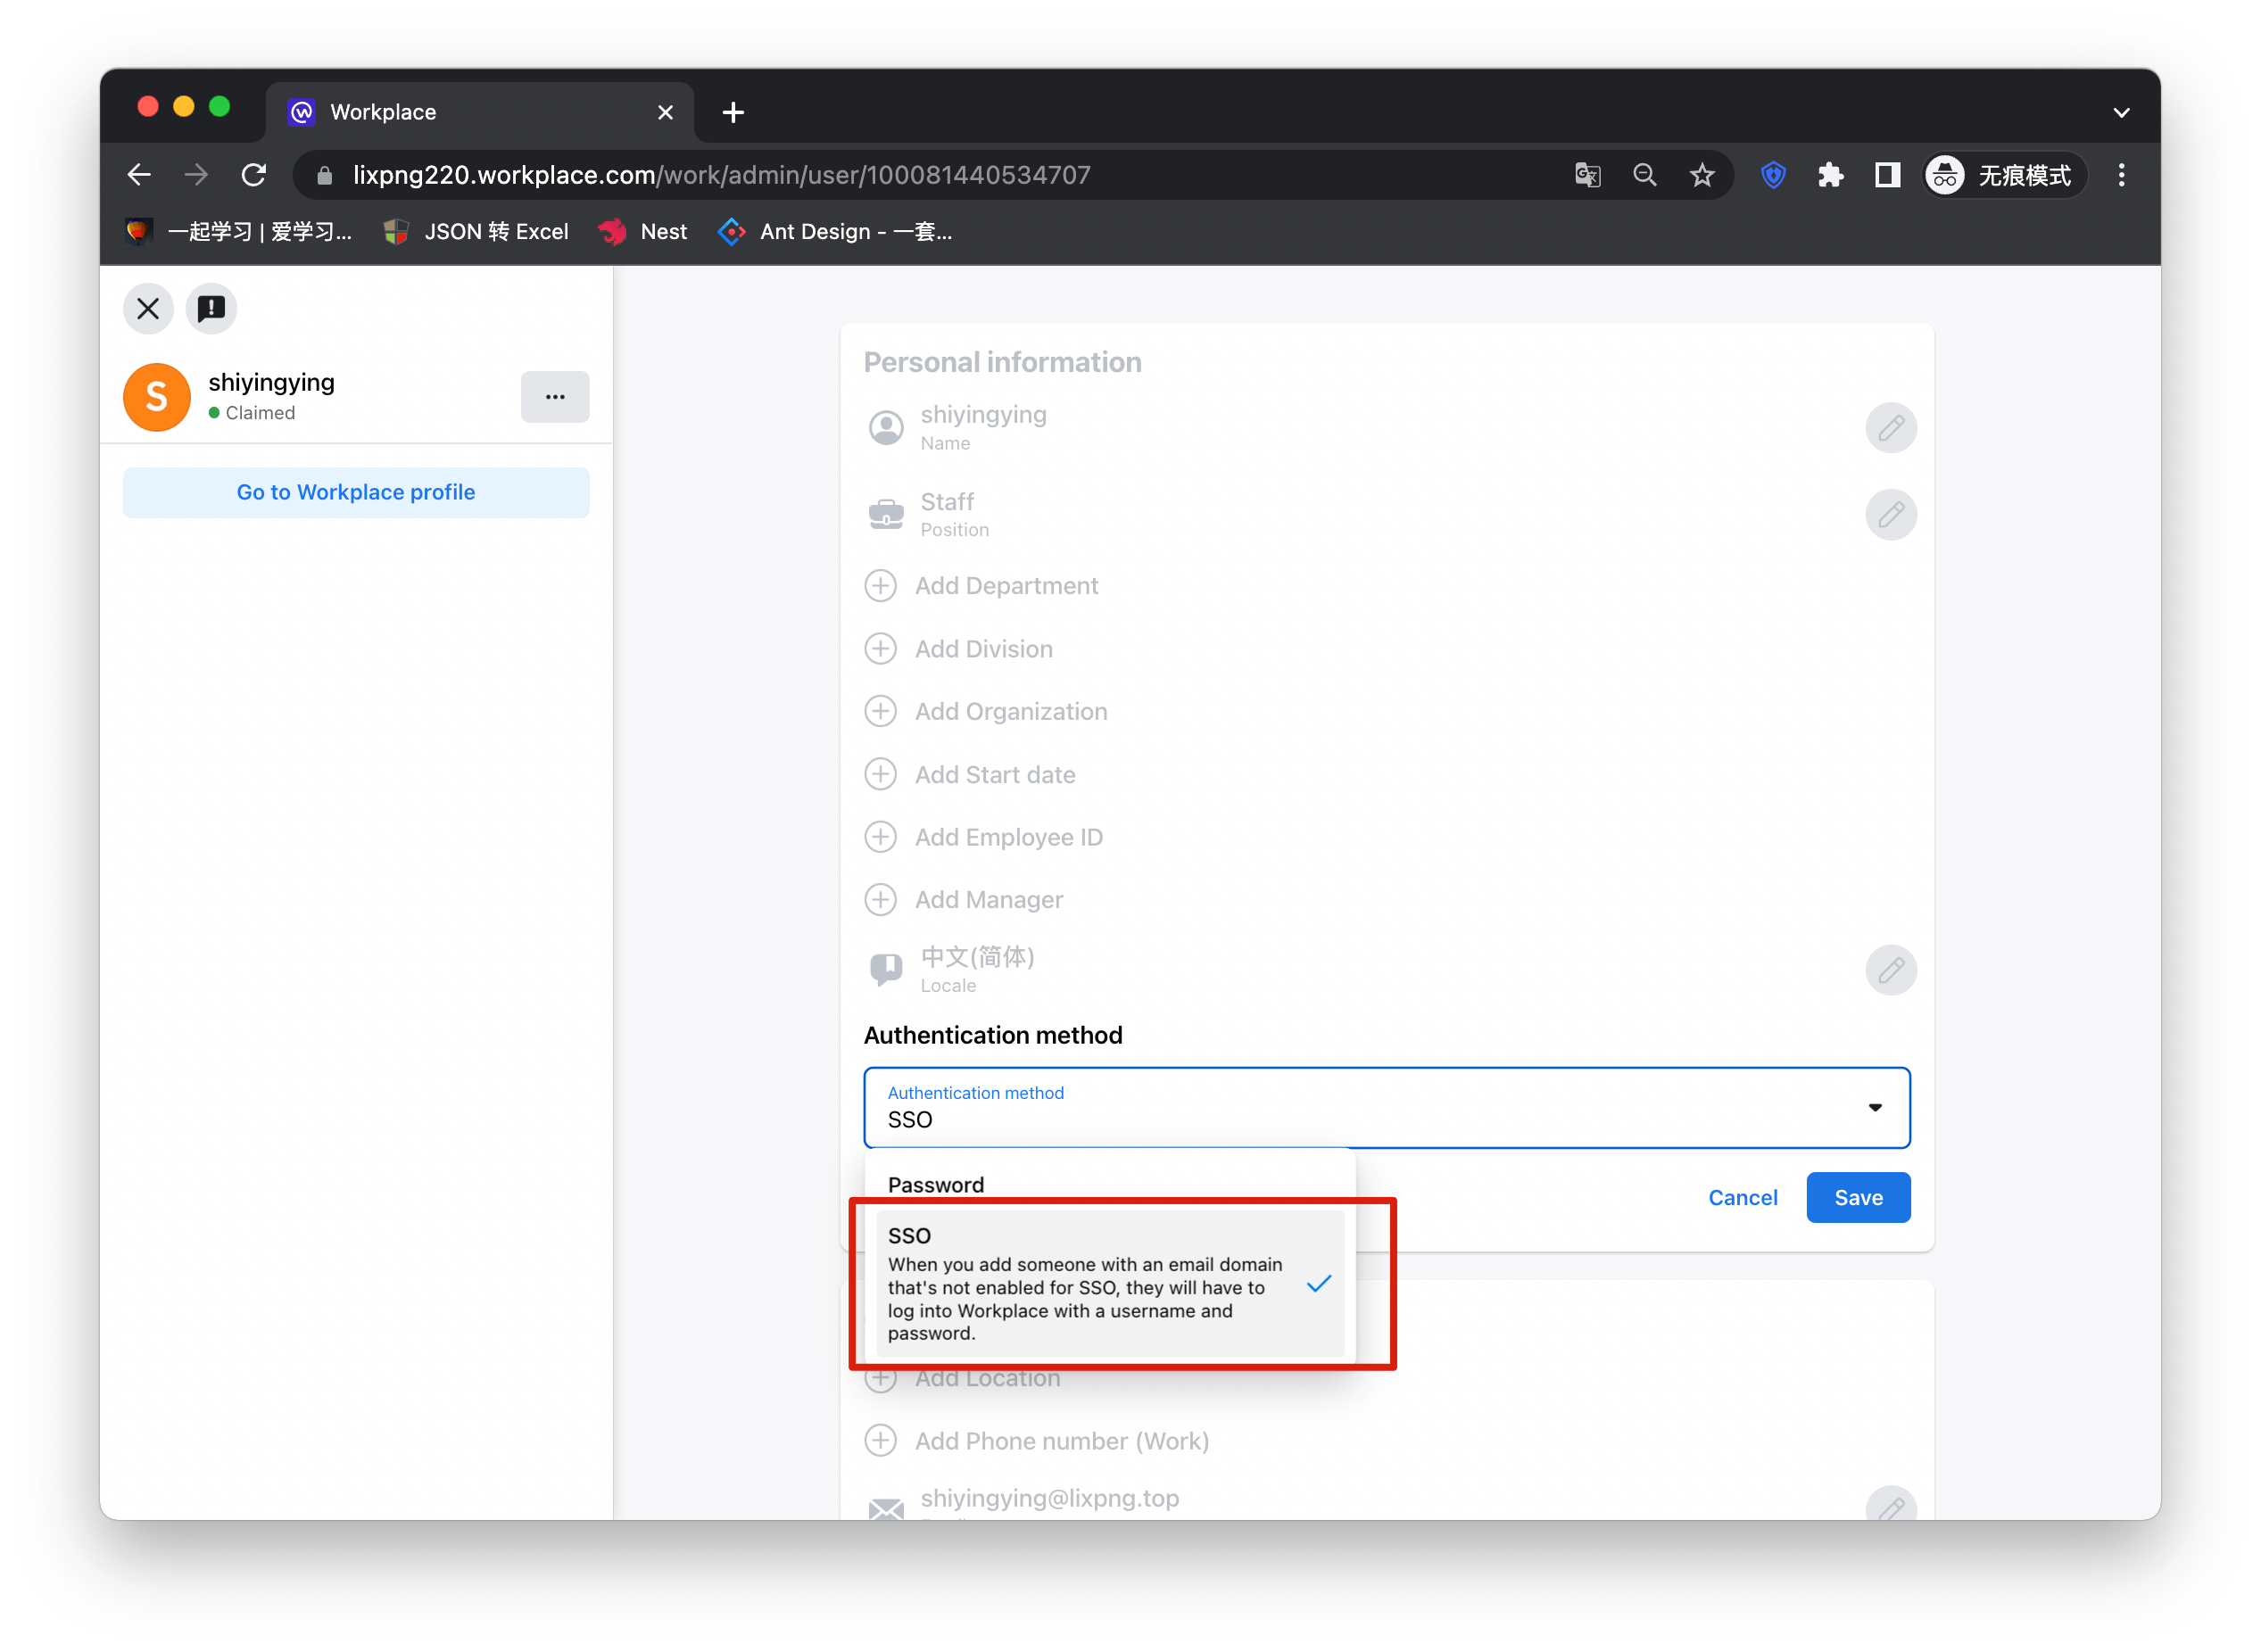 Workplace
lixpng220.workplace.com/work/admin/user/100081440534707
无痕模式
一起学习 | 爱学习...
JSON 转 Excel
Nest
Ant Design - 一套...
S
shiyingying
Claimed
Go to Workplace profile
Personal information
shiyingying
Name
Staff
Position
Add Department
Add Division
Add Organization
Add Start date
Add Employee ID
Add Manager
中文(简体)
Locale
Authentication method
Authentication method
SSO
Password
SSO
When you add someone with an email domain
that's not enabled for SSO, they will have to
log into Workplace with a username and
password.
Cancel
Save
Add Location
Add Phone number (Work)
shiyingying@lixpng.top